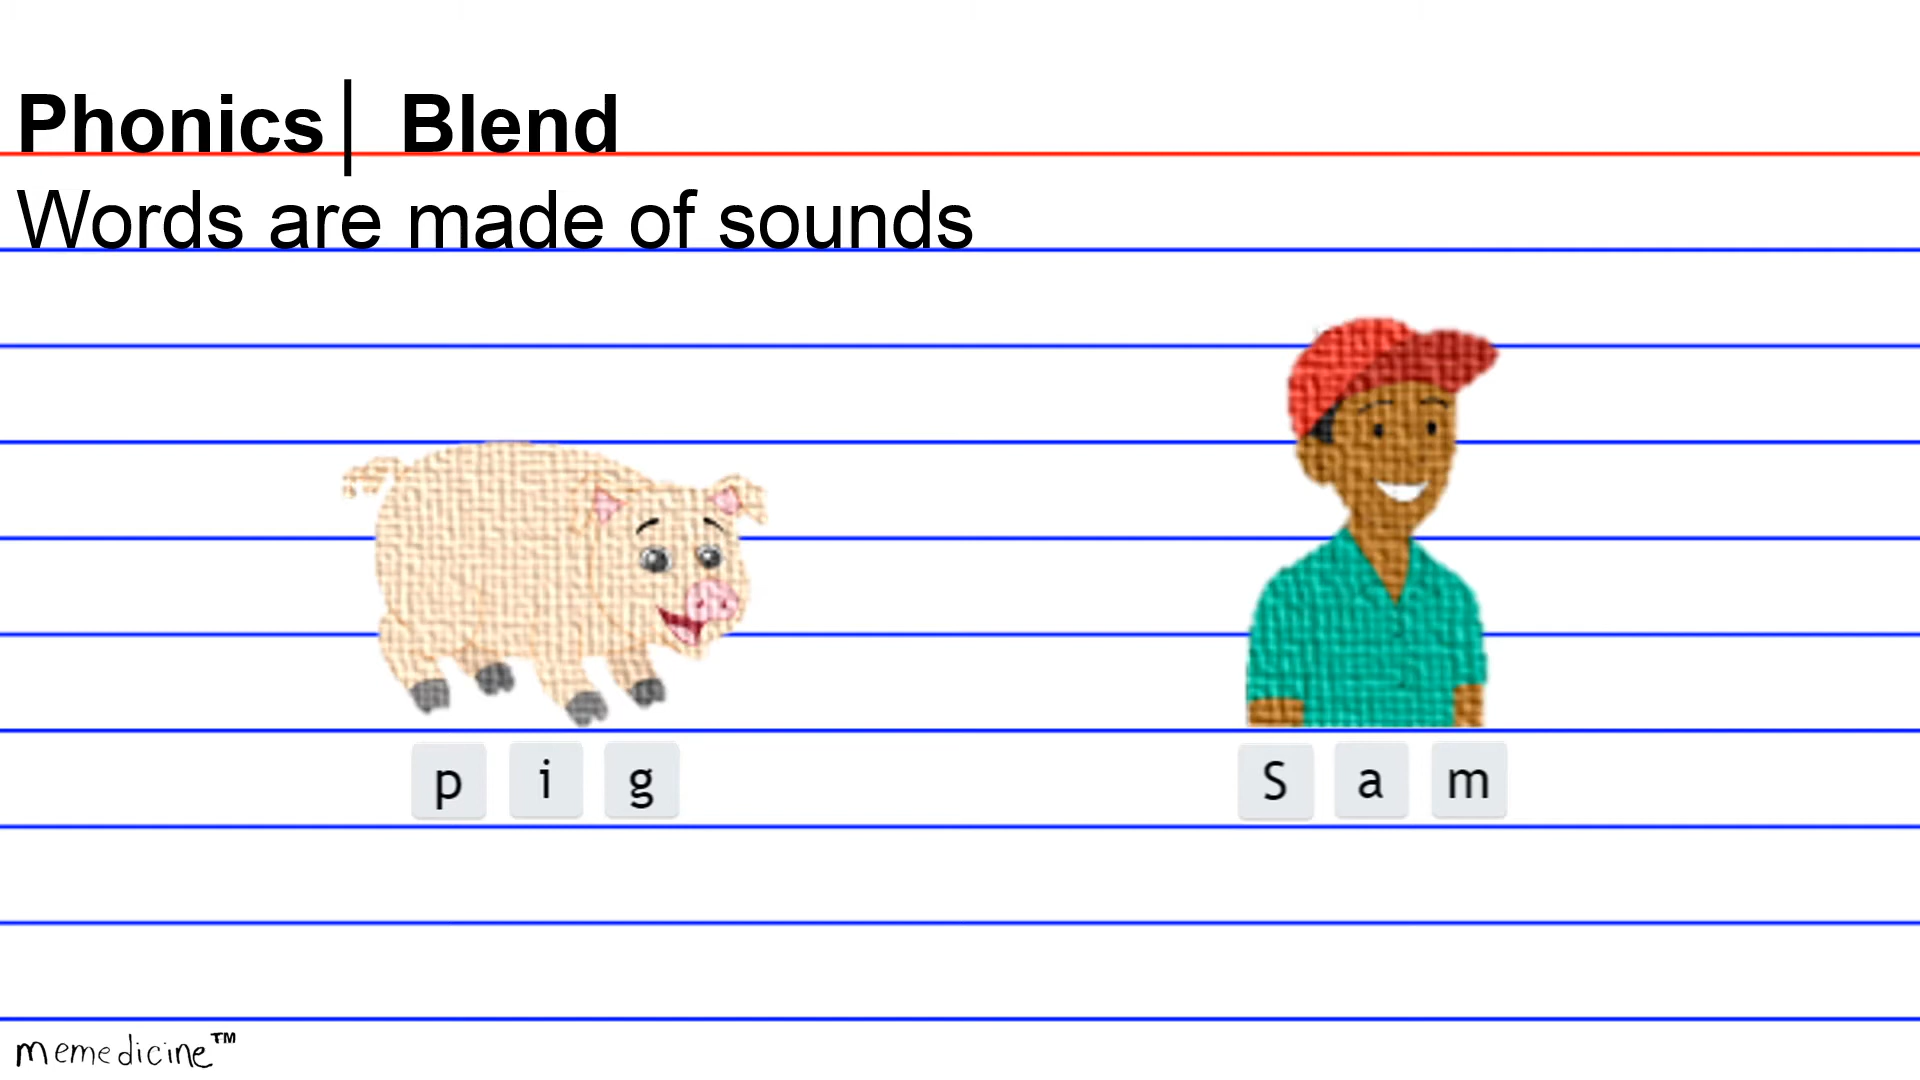 Phonics| Blend
Words are made of sounds
p i g
S a m
memedicine™